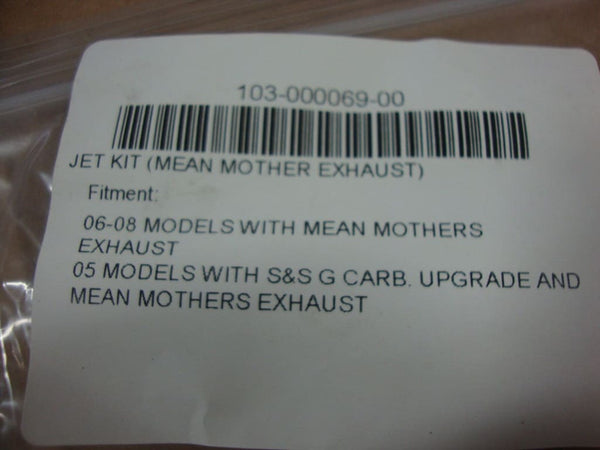 103-000069-00
JET KIT (MEAN MOTHER EXHAUST)
Fitment:
06-08 MODELS WITH MEAN MOTHERS
EXHAUST
05 MODELS WITH S&S G CARB. UPGRADE AND
MEAN MOTHERS EXHAUST